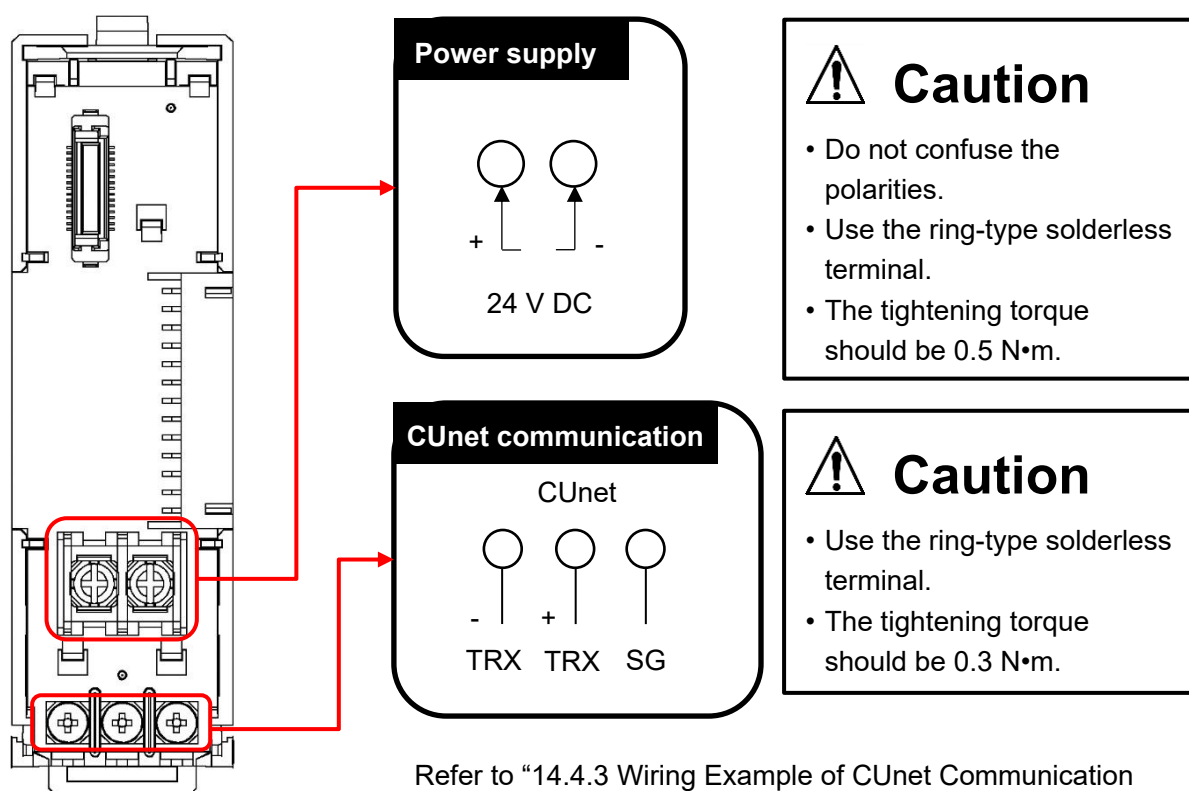 Power supply
+
-
24 V DC
Caution
• Do not confuse the
polarities.
• Use the ring-type solderless
terminal.
• The tightening torque
should be 0.5 N•m.
CUnet communication
CUnet
- +
TRX TRX SG
Caution
• Use the ring-type solderless
terminal.
• The tightening torque
should be 0.3 N•m.
Refer to “14.4.3 Wiring Example of CUnet Communication